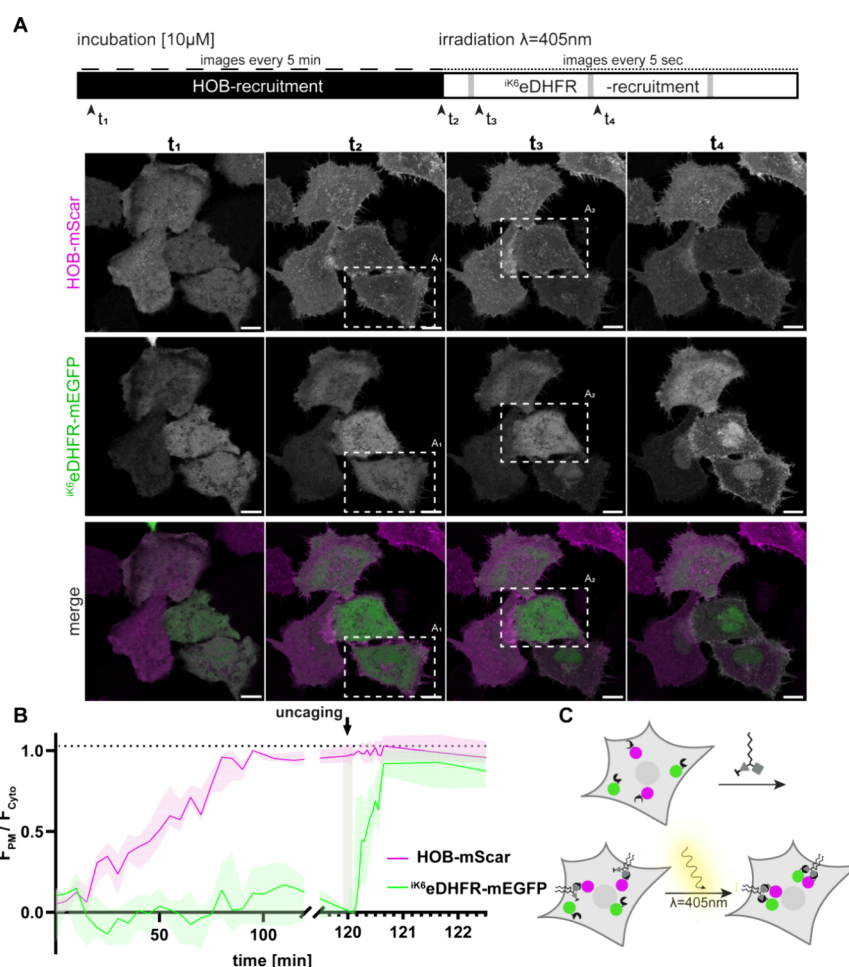 A
incubation [10µM]
irradiation λ=405nm
images every 5 min
images every 5 sec
HOB-recruitment
iK6eDHFR
-recruitment
t1
t2
t3
t4
t1
t2
t3
t4
HOB-mScar
A1
A2
iK6eDHFR-mEGFP
A1
A2
merge
A1
A2
B
uncaging
C
1.0
0.5
0.0
FPM / FCyto
HOB-mScar
iK6eDHFR-mEGFP
50
100
120
121
122
time [min]
λ=405nm